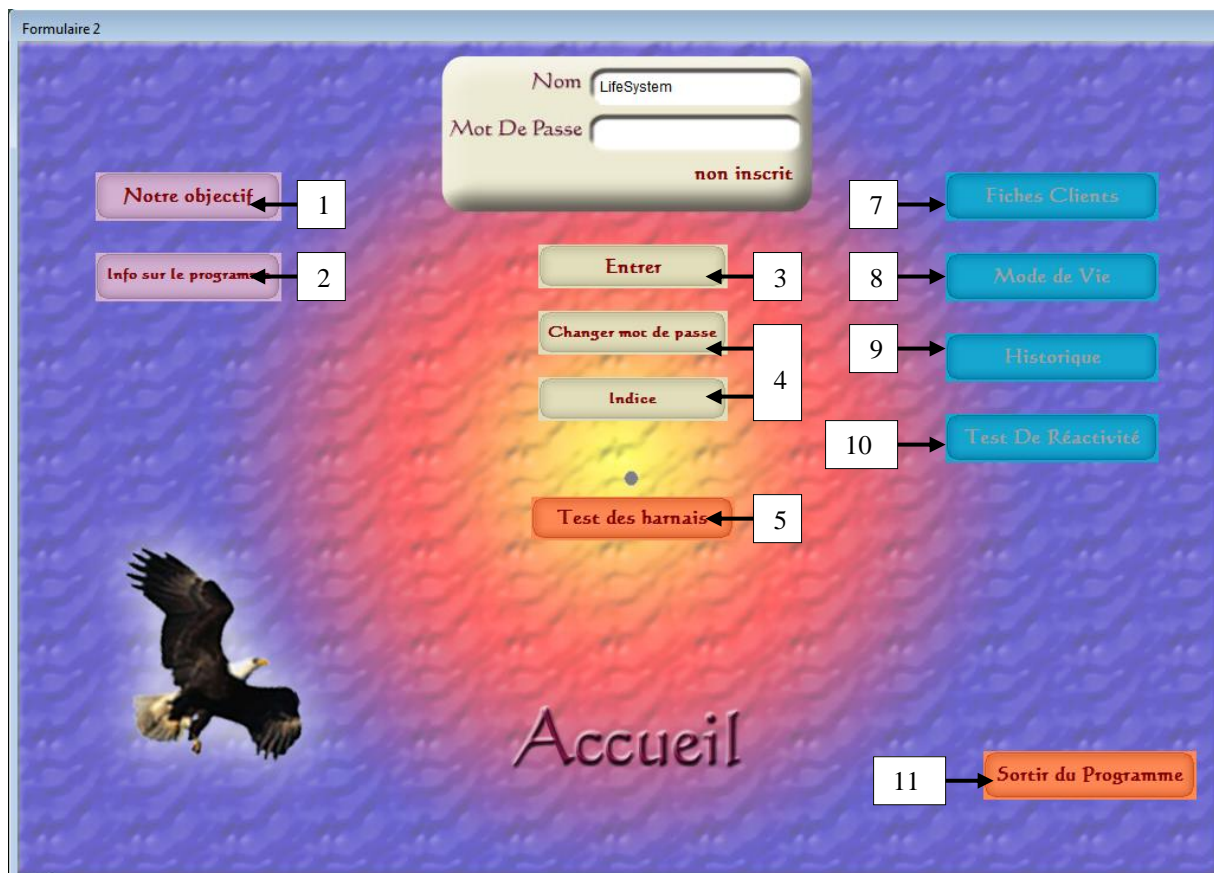 Formulaire 2
Nom LifeSystem
Mot De Passe
non inscrit
Notre objectif 1
Info sur le programme 2
Entrer 3
Changer mot de passe
4
Indice
Test des harnais 5
7 Fiches Clients
8 Mode de Vie
9 Historique
10 Test De Réactivité
Accueil
11 Sortir du Programme